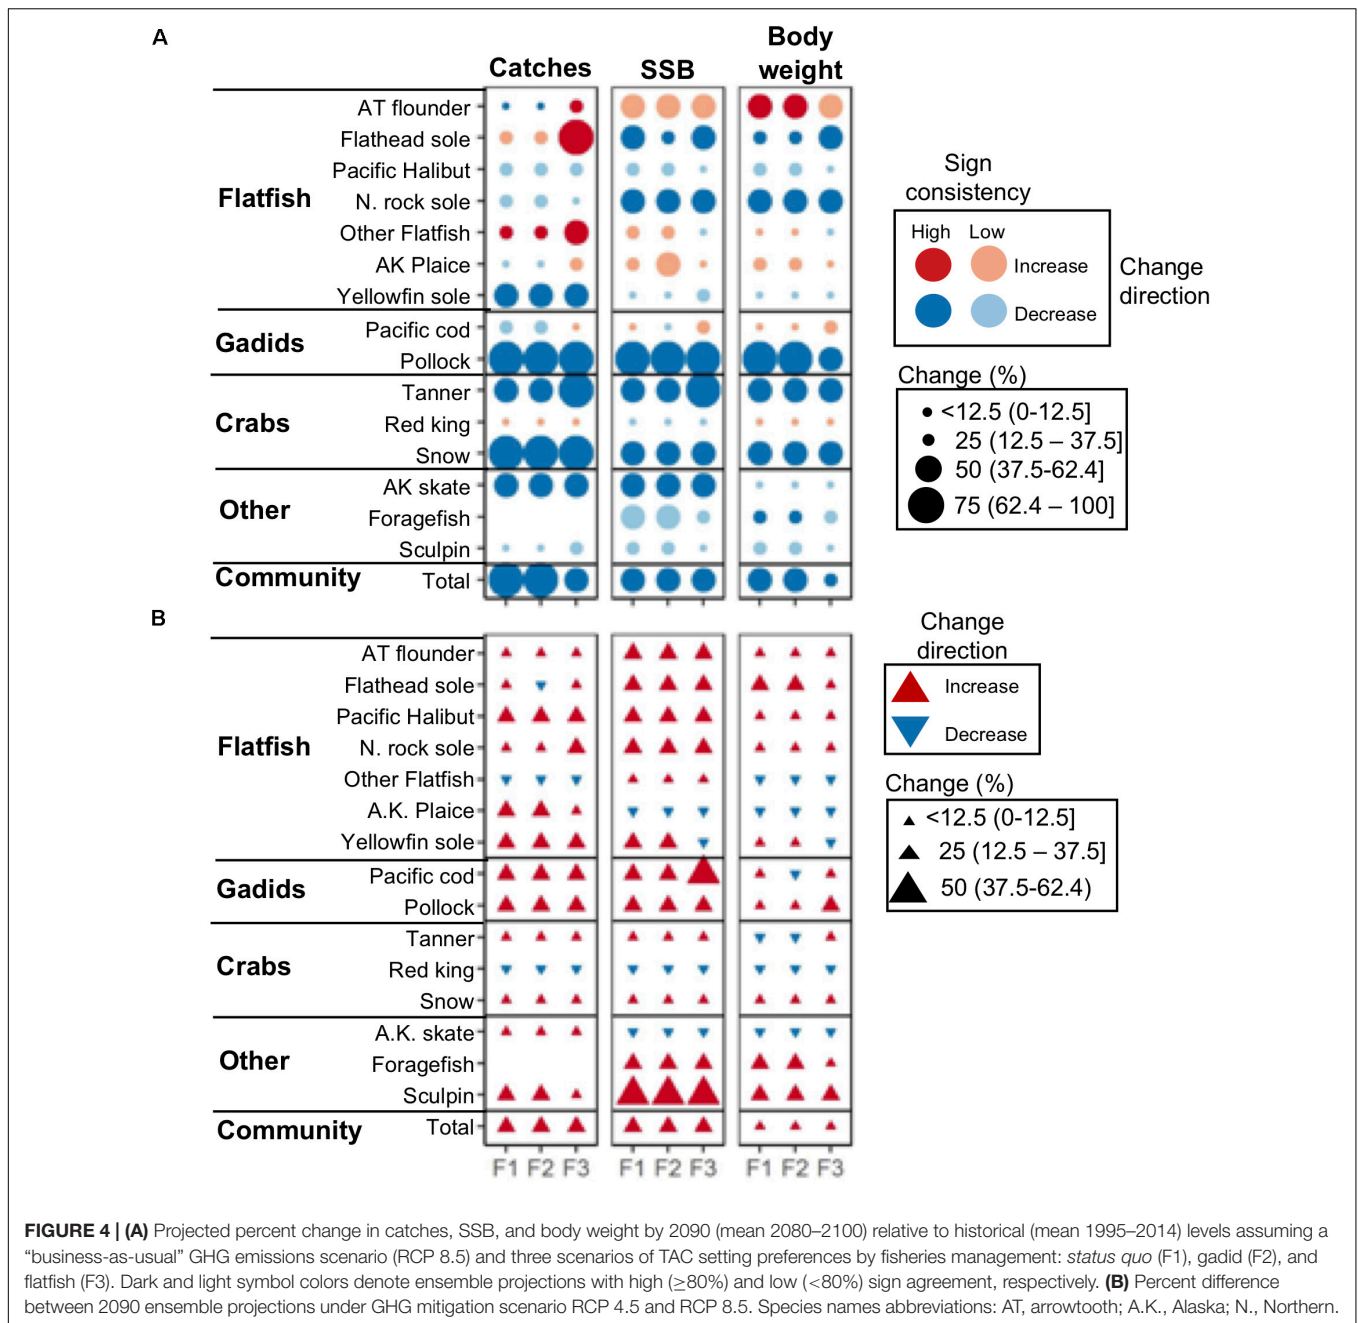 A
Catches
SSB
Body
weight
Flatfish
AT flounder
Flathead sole
Pacific Halibut
N. rock sole
Other Flatfish
AK Plaice
Yellowfin sole
Gadids
Pacific cod
Pollock
Crabs
Tanner
Red king
Snow
Other
AK skate
Foragefish
Sculpin
Community
Total
Sign
consistency
High Low
Increase
Decrease
Change
direction
Change (%)
<12.5 (0-12.5]
25 (12.5 – 37.5]
50 (37.5-62.4]
75 (62.4 – 100]
B
Flatfish
AT flounder
Flathead sole
Pacific Halibut
N. rock sole
Other Flatfish
A.K. Plaice
Yellowfin sole
Gadids
Pacific cod
Pollock
Crabs
Tanner
Red king
Snow
Other
A.K. skate
Foragefish
Sculpin
Community
Total
F1 F2 F3
F1 F2 F3
F1 F2 F3
Change
direction
Increase
Decrease
Change (%)
<12.5 (0-12.5]
25 (12.5 – 37.5]
50 (37.5-62.4)
FIGURE 4 | (A) Projected percent change in catches, SSB, and body weight by 2090 (mean 2080–2100) relative to historical (mean 1995–2014) levels assuming a
“business-as-usual” GHG emissions scenario (RCP 8.5) and three scenarios of TAC setting preferences by fisheries management: status quo (F1), gadid (F2), and
flatfish (F3). Dark and light symbol colors denote ensemble projections with high (≥80%) and low (<80%) sign agreement, respectively. (B) Percent difference
between 2090 ensemble projections under GHG mitigation scenario RCP 4.5 and RCP 8.5. Species names abbreviations: AT, arrowtooth; A.K., Alaska; N., Northern.